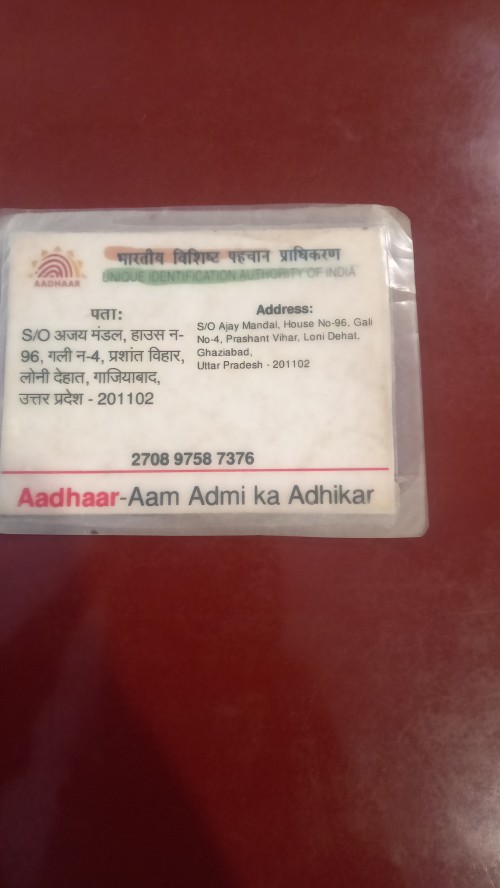 AADHAAR
भारतीय विशिष्ट पहचान प्राधिकरण
UNIQUE IDENTIFICATION AUTHORITY OF INDIA
पता:
S/O अजय मंडल, हाउस न-
96, गली न-4, प्रशांत विहार,
लोनी देहात, गाजियाबाद,
उत्तर प्रदेश - 201102
Address:
S/O Ajay Mandal, House No-96, Gali
No-4, Prashant Vihar, Loni Dehat,
Ghaziabad,
Uttar Pradesh - 201102
2708 9758 7376
Aadhaar-Aam Admi ka Adhikar